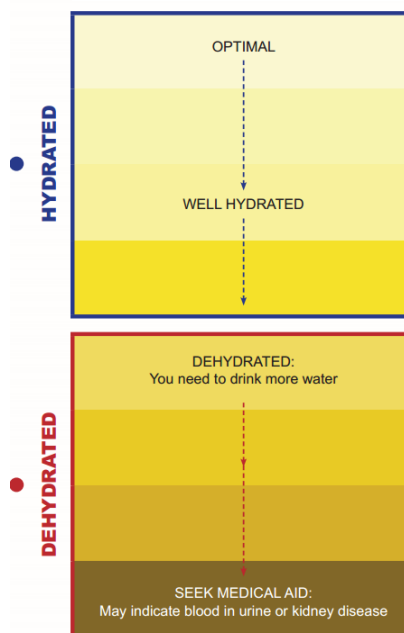 HYDRATED
OPTIMAL
WELL HYDRATED
DEHYDRATED
DEHYDRATED:
You need to drink more water
SEEK MEDICAL AID:
May indicate blood in urine or kidney disease